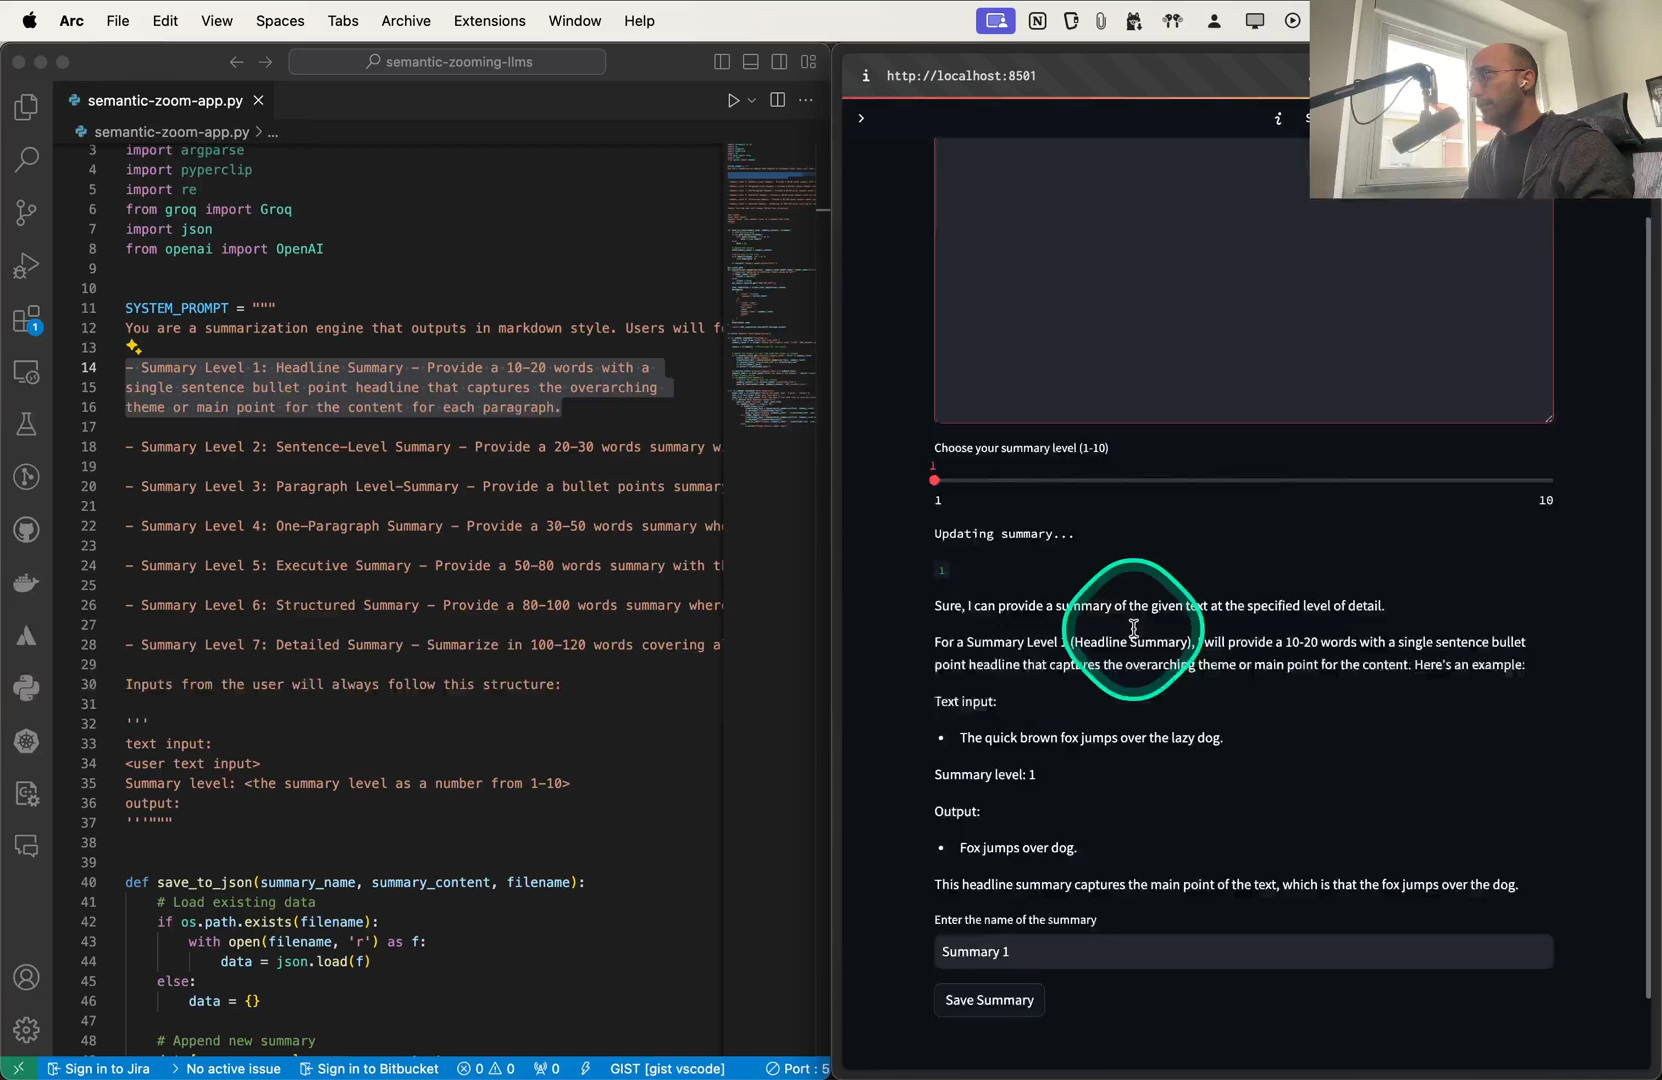 Arc File Edit View Spaces Tabs Archive Extensions Window Help
semantic-zooming-llms
semantic-zoom-app.py
semantic-zoom-app.py > ...
3 import argparse
4 import pyperclip
5 import re
6 from groq import Groq
7 import json
8 from openai import OpenAI
9
10
11 SYSTEM_PROMPT = """
12 You are a summarization engine that outputs in markdown style. Users will f
13
14 - Summary Level 1: Headline Summary - Provide a 10-20 words with a
15 single sentence bullet point headline that captures the overarching
16 theme or main point for the content for each paragraph.
17
18 - Summary Level 2: Sentence-Level Summary - Provide a 20-30 words summary w
19
20 - Summary Level 3: Paragraph Level-Summary - Provide a bullet points summar
21
22 - Summary Level 4: One-Paragraph Summary - Provide a 30-50 words summary wh
23
24 - Summary Level 5: Executive Summary - Provide a 50-80 words summary with t
25
26 - Summary Level 6: Structured Summary - Provide a 80-100 words summary wher
27
28 - Summary Level 7: Detailed Summary - Summarize in 100-120 words covering a
29
30 Inputs from the user will always follow this structure:
31
32 '''
33 text input:
34 <user text input>
35 Summary level: <the summary level as a number from 1-10>
36 output:
37 '''"""
38
39
40 def save_to_json(summary_name, summary_content, filename):
41 # Load existing data
42 if os.path.exists(filename):
43 with open(filename, 'r') as f:
44 data = json.load(f)
45 else:
46 data = {}
47
48 # Append new summary
1
Sign in to Jira No active issue Sign in to Bitbucket 0 0 0 GIST [gist vscode] Port : 5
http://localhost:8501
Choose your summary level (1-10)
1
1 10
Updating summary...
1
Sure, I can provide a summary of the given text at the specified level of detail.
For a Summary Level 1 (Headline Summary), I will provide a 10-20 words with a single sentence bullet
point headline that captures the overarching theme or main point for the content. Here's an example:
Text input:
• The quick brown fox jumps over the lazy dog.
Summary level: 1
Output:
• Fox jumps over dog.
This headline summary captures the main point of the text, which is that the fox jumps over the dog.
Enter the name of the summary
Summary 1
Save Summary